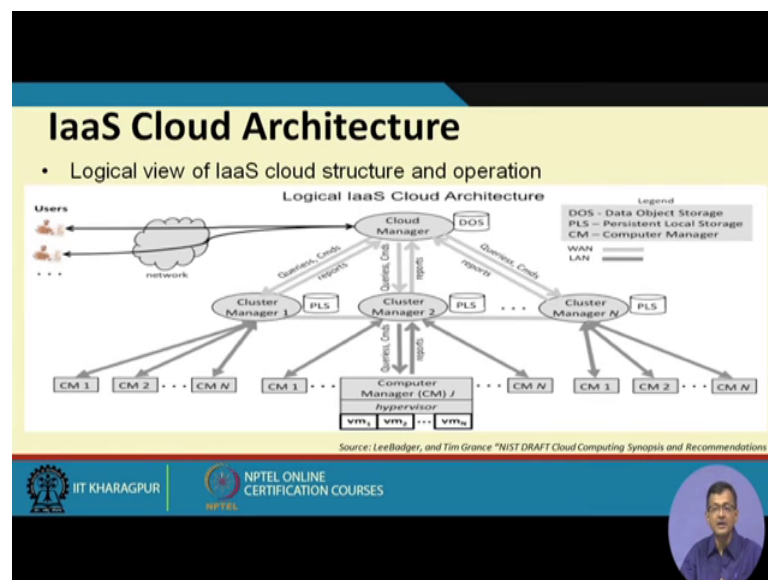 IaaS Cloud Architecture
• Logical view of IaaS cloud structure and operation
Logical IaaS Cloud Architecture
Users
. . .
network
Cloud
Manager
DOS
Legend
DOS - Data Object Storage
PLS – Persistent Local Storage
CM – Computer Manager
WAN
LAN
Queries, Cmds
reports
Queries, Cmds
reports
Queries, Cmds
reports
Cluster
Manager 1
PLS
Cluster
Manager 2
PLS
. . .
Cluster
Manager N
PLS
Queries, Cmds
reports
CM 1
CM 2
· · ·
CM N
CM 1
· · ·
Computer
Manager (CM) J
hypervisor
vm1
vm2
···
vmN
· · ·
CM N
CM 1
CM 2
· · ·
CM N
Source: LeeBadger, and Tim Grance "NIST DRAFT Cloud Computing Synopsis and Recommendations
IIT KHARAGPUR
NPTEL
NPTEL ONLINE
CERTIFICATION COURSES